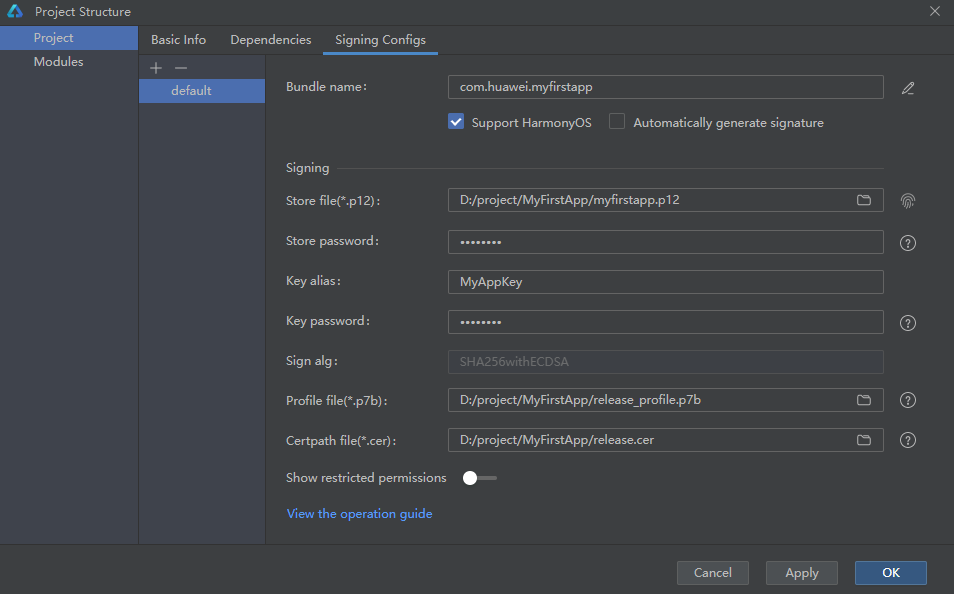 Project Structure
Project
Modules
Basic Info Dependencies Signing Configs
default
Bundle name: com.huawei.myfirstapp
Support HarmonyOS Automatically generate signature
Signing
Store file(*.p12): D:/project/MyFirstApp/myfirstapp.p12
Store password: ••••••••
Key alias: MyAppKey
Key password: ••••••••
Sign alg: SHA256withECDSA
Profile file(*.p7b): D:/project/MyFirstApp/release_profile.p7b
Certpath file(*.cer): D:/project/MyFirstApp/release.cer
Show restricted permissions
View the operation guide
Cancel Apply OK